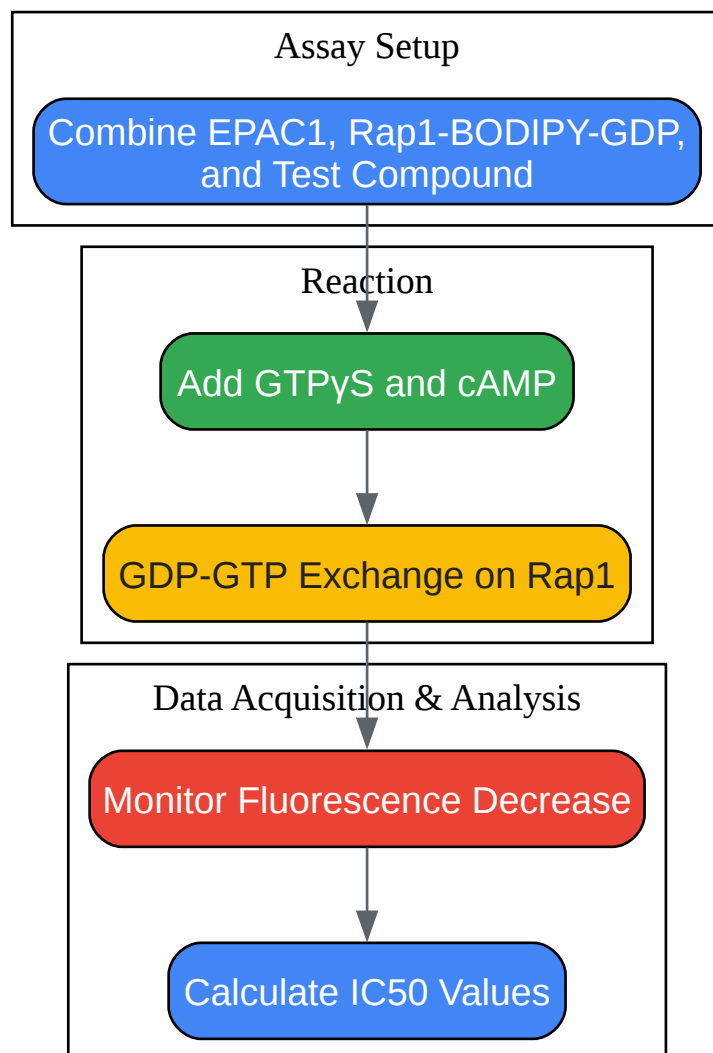 Assay Setup
Combine EPAC1, Rap1-BODIPY-GDP,
and Test Compound
Reaction
Add GTPγS and cAMP
GDP-GTP Exchange on Rap1
Data Acquisition & Analysis
Monitor Fluorescence Decrease
Calculate IC50 Values